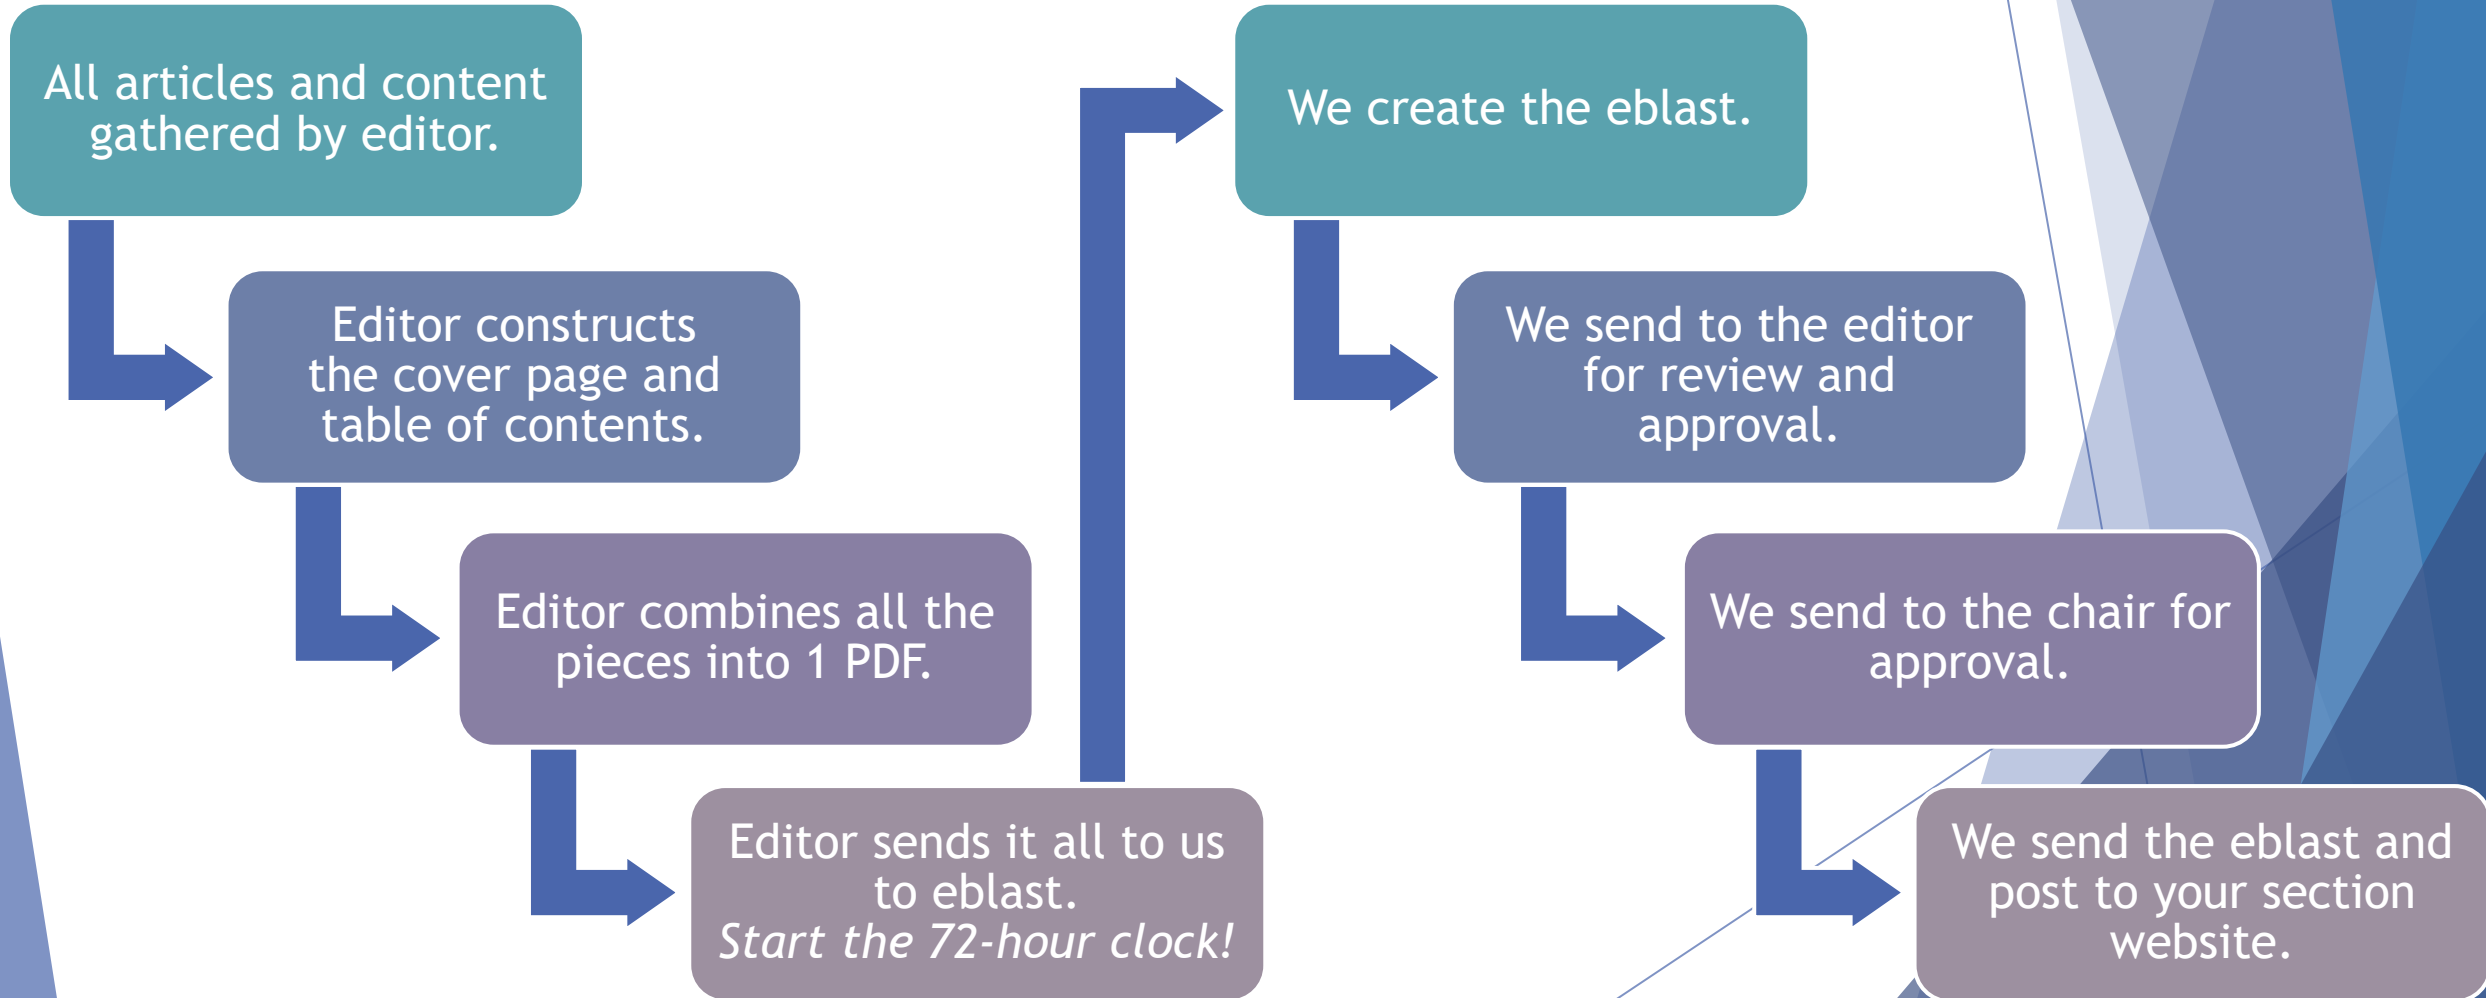 All articles and content
gathered by editor.
Editor constructs
the cover page and
table of contents.
Editor combines all the
pieces into 1 PDF.
Editor sends it all to us
to eblast.
Start the 72-hour clock!
We create the eblast.
We send to the editor
for review and
approval.
We send to the chair for
approval.
We send the eblast and
post to your section
website.